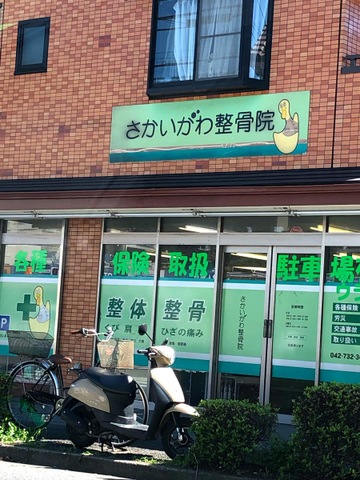 さかいがわ整骨院
各種
保険 取扱
駐車場
整体
整骨
ひざの痛み
さかいがわ整骨院
各種保険
労災
交通事故
取り扱い
042-732-3
P